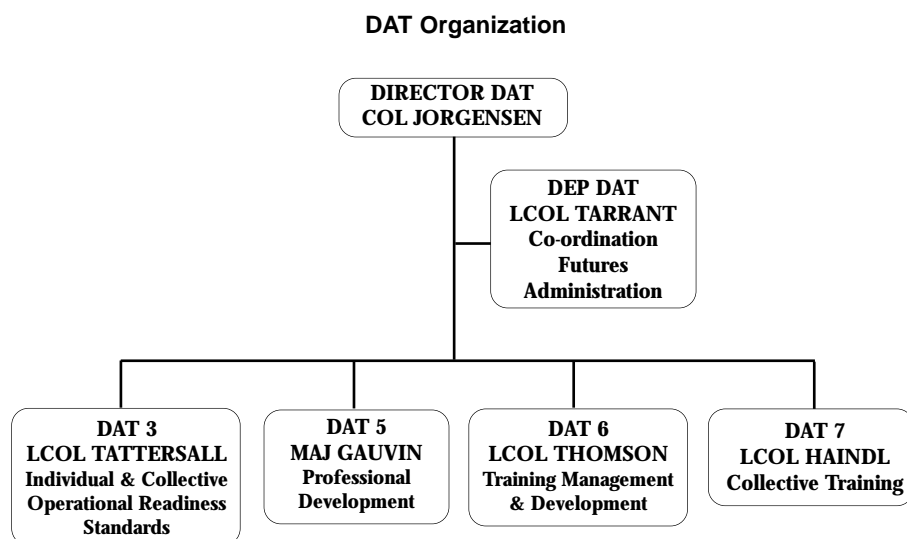 DAT Organization
DIRECTOR DAT
COL JORGENSEN
DEP DAT
LCOL TARRANT
Co-ordination
Futures
Administration
DAT 3
LCOL TATTERSALL
Individual & Collective
Operational Readiness
Standards
DAT 5
MAJ GAUVIN
Professional
Development
DAT 6
LCOL THOMSON
Training Management
& Development
DAT 7
LCOL HAINDL
Collective Training